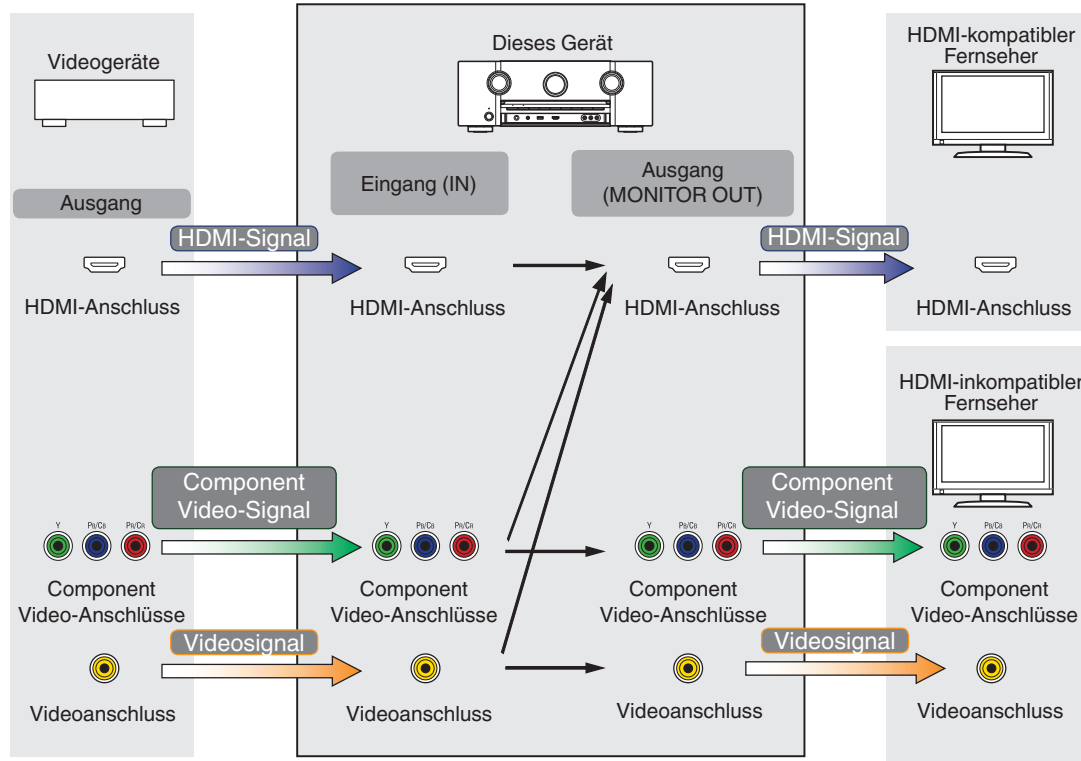 Videogeräte
Dieses Gerät
HDMI-kompatibler
Fernseher
Ausgang
Eingang (IN)
Ausgang
(MONITOR OUT)
HDMI-Signal
HDMI-Signal
HDMI-Anschluss
HDMI-Anschluss
HDMI-Anschluss
HDMI-Anschluss
HDMI-inkompatibler
Fernseher
Component
Video-Signal
Component
Video-Signal
Y PB/CB PR/CR
Y PB/CB PR/CR
Y PB/CB PR/CR
Y PB/CB PR/CR
Component
Video-Anschlüsse
Component
Video-Anschlüsse
Component
Video-Anschlüsse
Component
Video-Anschlüsse
Videosignal
Videosignal
Videoanschluss
Videoanschluss
Videoanschluss
Videoanschluss